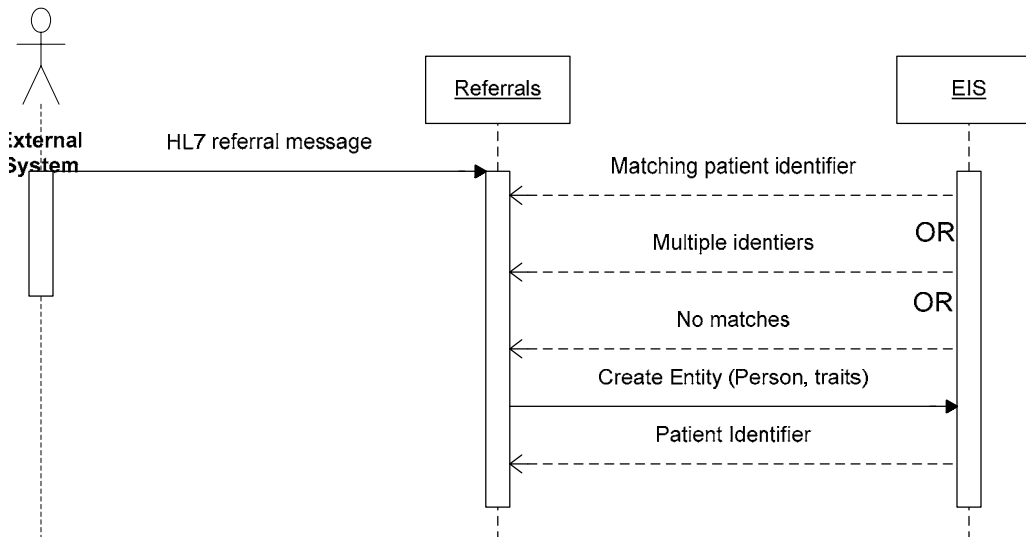 Referrals
EIS
External
System
HL7 referral message
Matching patient identifier
OR
Multiple identiers
OR
No matches
Create Entity (Person, traits)
Patient Identifier